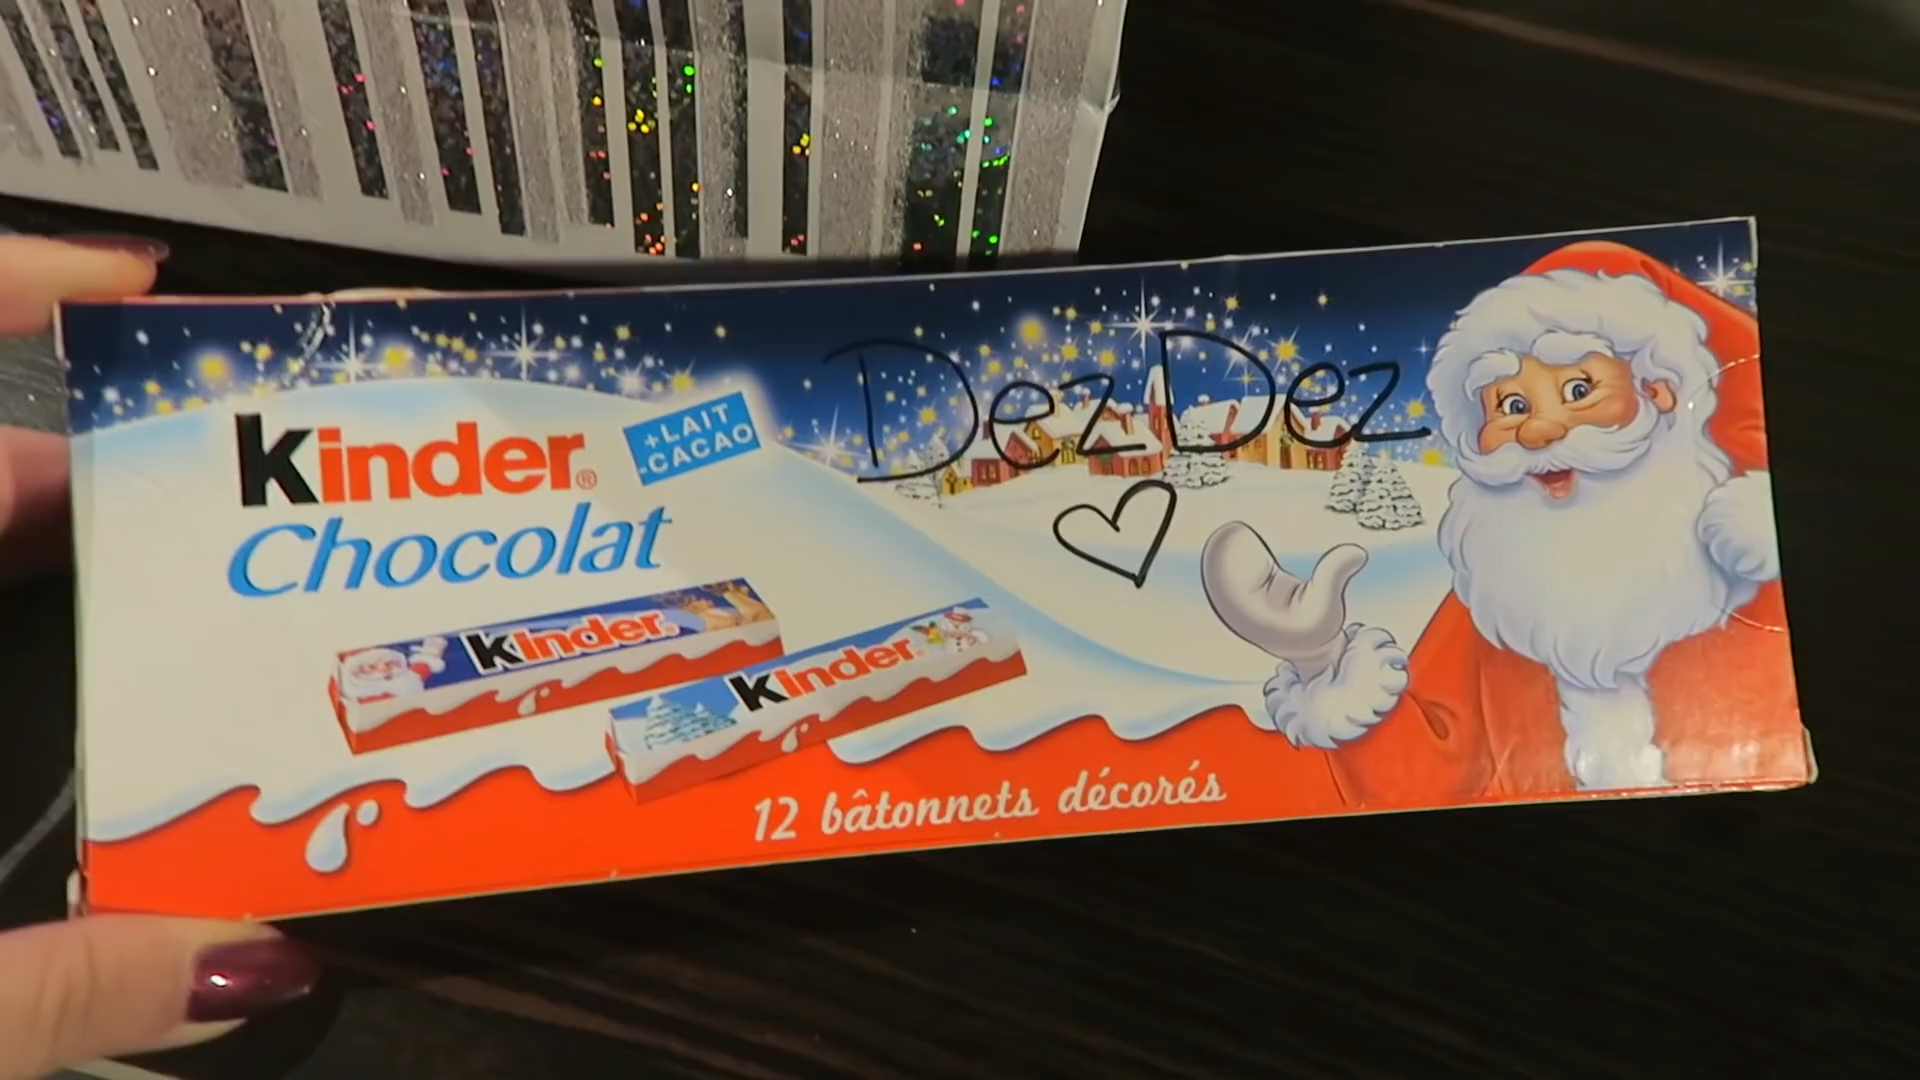 Kinder®
Chocolat
+LAIT
-CACAO
DezDez
Kinder
Kinder
12 bâtonnets décorés